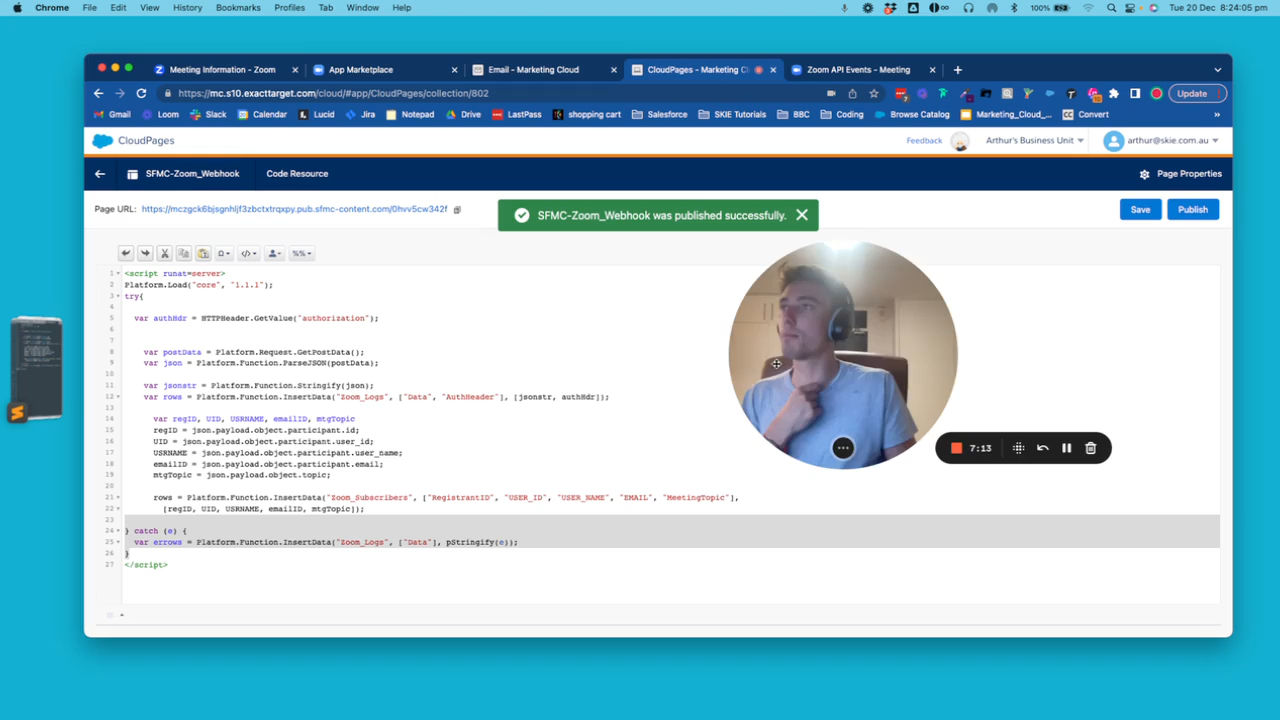 Chrome File Edit View History Bookmarks Profiles Tab Window Help 100% Tue 20 Dec 8:24:05 pm
Meeting Information - Zoom App Marketplace Email - Marketing Cloud CloudPages - Marketing C Zoom API Events - Meeting
https://mc.s10.exacttarget.com/cloud/#app/CloudPages/collection/802 Update
Gmail Loom Slack Calendar Lucid Jira Notepad Drive LastPass shopping cart Salesforce SKIE Tutorials BBC Coding Browse Catalog Marketing_Cloud_... Convert
CloudPages Feedback Arthur's Business Unit arthur@skie.com.au
SFMC-Zoom_Webhook Code Resource Page Properties
Page URL: https://mczgck6bjsgnhljf3zbctxtrqxpy.pub.sfmc-content.com/0hvv5cw342f SFMC-Zoom_Webhook was published successfully. Save Publish
1 <script runat=server>
2 Platform.Load("core", "1.1.1");
3 try{
4
5 var authHdr = HTTPHeader.GetValue("authorization");
6
7
8 var postData = Platform.Request.GetPostData();
9 var json = Platform.Function.ParseJSON(postData);
10
11 var jsonstr = Platform.Function.Stringify(json);
12 var rows = Platform.Function.InsertData("Zoom_Logs", ["Data", "AuthHeader"], [jsonstr, authHdr]);
13
14 var regID, UID, USRNAME, emailID, mtgTopic
15 regID = json.payload.object.participant.id;
16 UID = json.payload.object.participant.user_id;
17 USRNAME = json.payload.object.participant.user_name;
18 emailID = json.payload.object.participant.email;
19 mtgTopic = json.payload.object.topic;
20
21 rows = Platform.Function.InsertData("Zoom_Subscribers", ["RegistrantID", "USER_ID", "USER_NAME", "EMAIL", "MeetingTopic"],
22 [regID, UID, USRNAME, emailID, mtgTopic]);
23
24 } catch (e) {
25 var errows = Platform.Function.InsertData("Zoom_Logs", ["Data"], pStringify(e));
26 }
27 </script>
7:13